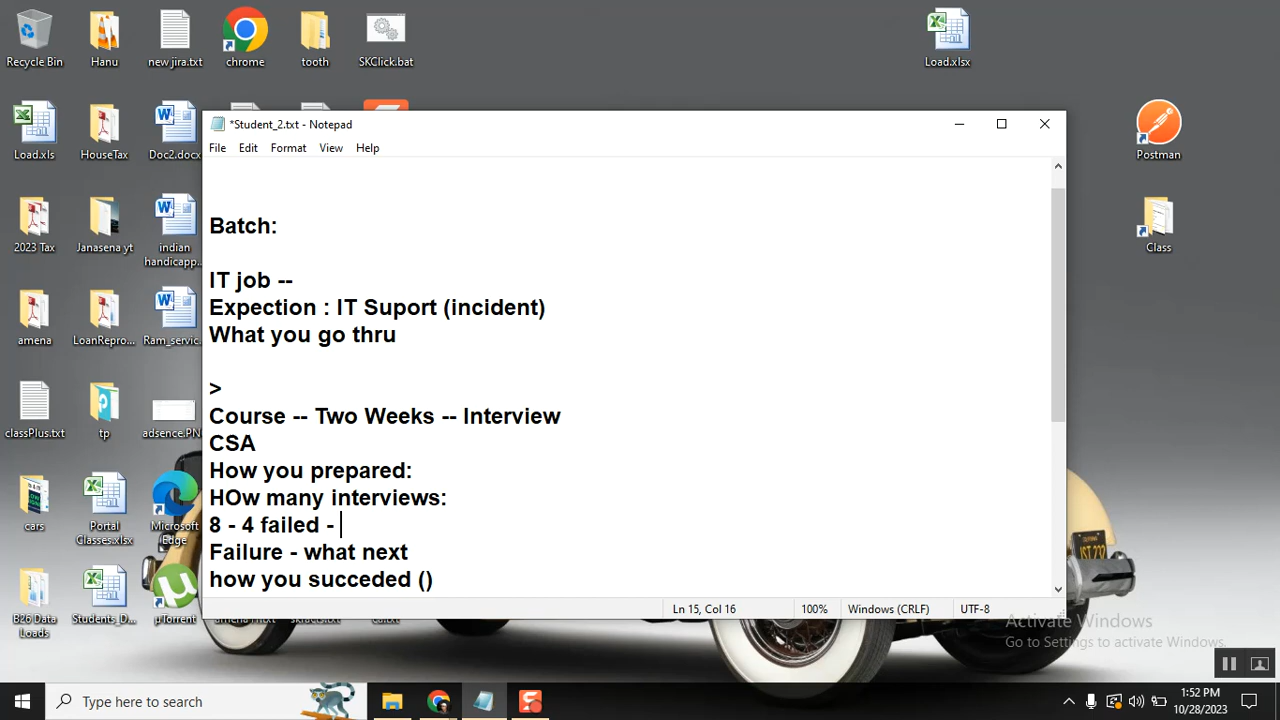 Recycle Bin
Hanu
new jira.txt
chrome
tooth
SKClick.bat
Load.xlsx
Load.xls
HouseTax
Doc2.docx
Postman
2023 Tax
Janasena yt
indian
handicapp...
Class
amena
LoanRepro...
Ram_servic...
classPlus.txt
tp
adsence.PNG
cars
Portal
Classes.xlsx
Microsoft
Edge
B26 Data
Loads
Students_D...
µTorrent
*Student_2.txt - Notepad
File Edit Format View Help
Batch:
IT job --
Expection : IT Suport (incident)
What you go thru
>
Course -- Two Weeks -- Interview
CSA
How you prepared:
HOw many interviews:
8 - 4 failed -
Failure - what next
how you succeded ()
Ln 15, Col 16 100% Windows (CRLF) UTF-8
Activate Windows
Go to Settings to activate Windows.
Type here to search
1:52 PM
10/28/2023